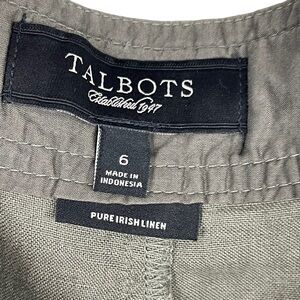 TALBOTS
Established 1947
6
MADE IN
INDONESIA
PURE IRISH LINEN